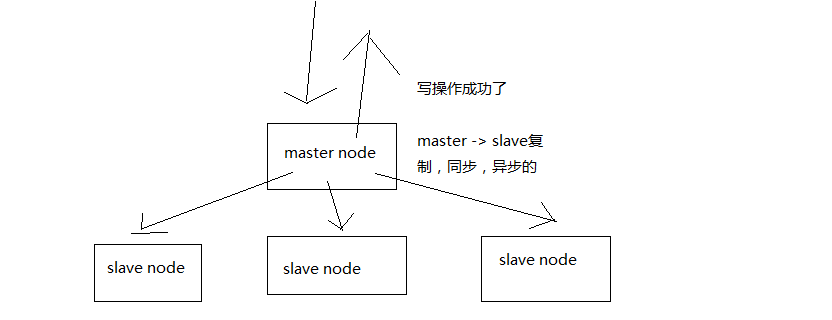 写操作成功了
master node
master -> slave复
制，同步，异步的
slave node
slave node
slave node